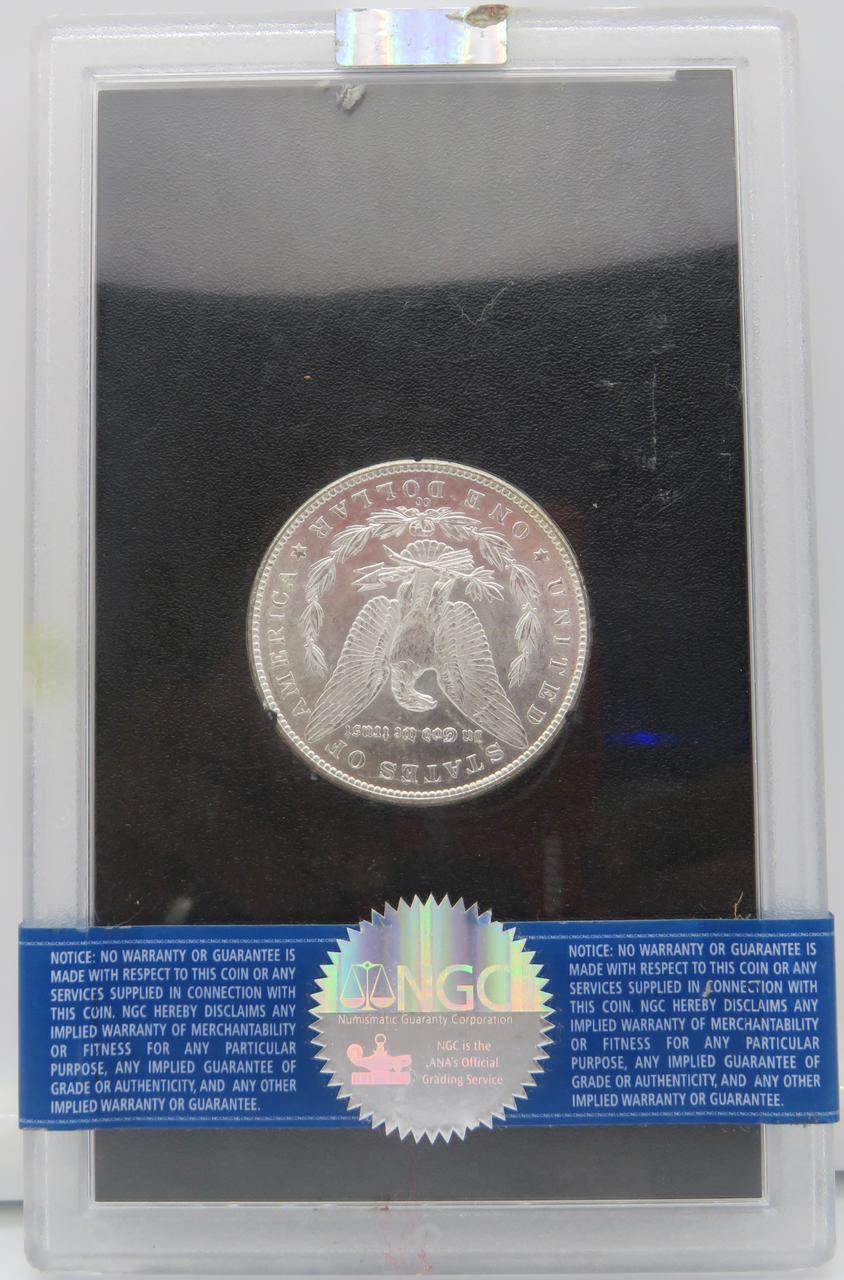 ONE DOLLAR
CC
UNITED STATES OF AMERICA
In God we trust
NOTICE: NO WARRANTY OR GUARANTEE IS
MADE WITH RESPECT TO THIS COIN OR ANY
SERVICES SUPPLIED IN CONNECTION WITH
THIS COIN. NGC HEREBY DISCLAIMS ANY
IMPLIED WARRANTY OF MERCHANTABILITY
OR FITNESS FOR ANY PARTICULAR
PURPOSE, ANY IMPLIED GUARANTEE OF
GRADE OR AUTHENTICITY, AND ANY OTHER
IMPLIED WARRANTY OR GUARANTEE.
NGC
Numismatic Guaranty Corporation
NGC is the
ANA's Official
Grading Service
NOTICE: NO WARRANTY OR GUARANTEE IS
MADE WITH RESPECT TO THIS COIN OR ANY
SERVICES SUPPLIED IN CONNECTION WITH
THIS COIN. NGC HEREBY DISCLAIMS ANY
IMPLIED WARRANTY OF MERCHANTABILITY
OR FITNESS FOR ANY PARTICULAR
PURPOSE, ANY IMPLIED GUARANTEE OF
GRADE OR AUTHENTICITY, AND ANY OTHER
IMPLIED WARRANTY OR GUARANTEE.